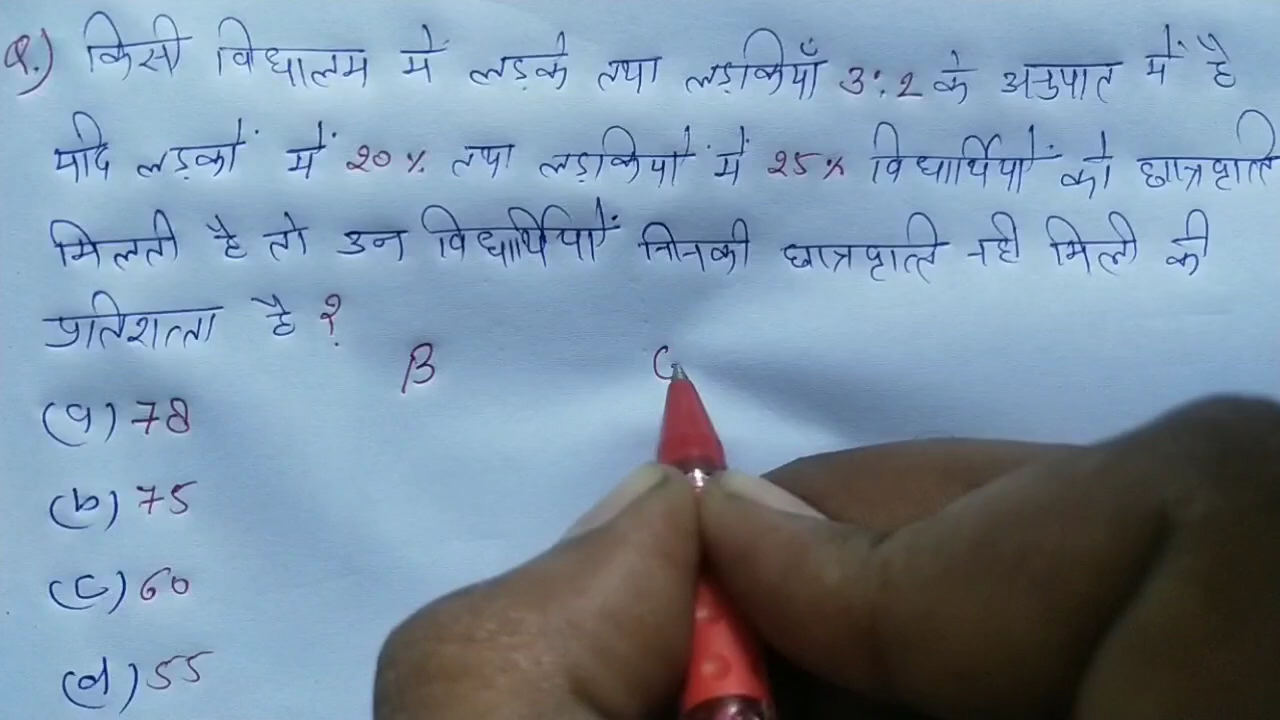 Q.) किसी विद्यालय में लड़के तथा लड़कियाँ 3:2 के अनुपात में है
यदि लड़कों में 20% तथा लड़कियों में 25% विद्यार्थियों को छात्रवृत्ति
मिलती है तो उन विद्यार्थियों जिनकी छात्रवृत्ति नही मिली की
प्रतिशतता है ?
B G
(a) 78
(b) 75
(c) 60
(d) 55